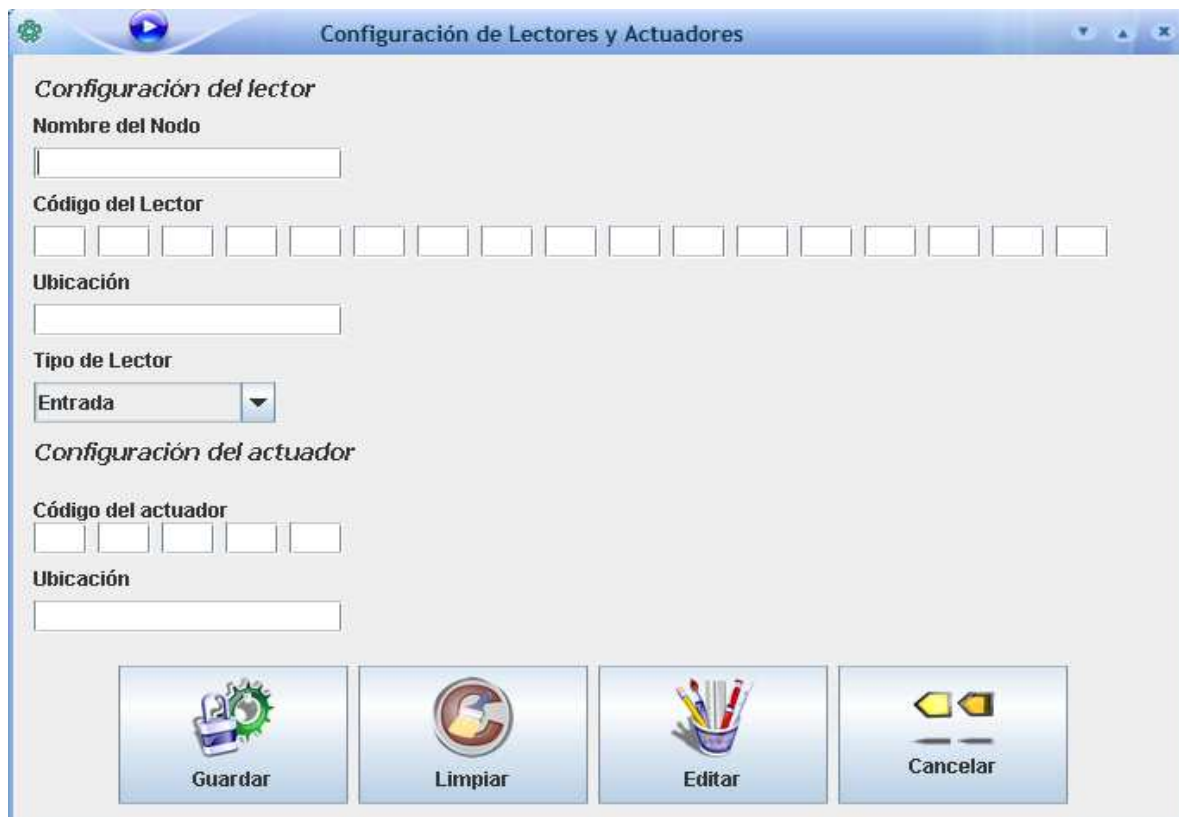 Configuración de Lectores y Actuadores
Configuración del lector
Nombre del Nodo
Código del Lector
Ubicación
Tipo de Lector
Entrada
Configuración del actuador
Código del actuador
Ubicación
Guardar Limpiar Editar Cancelar